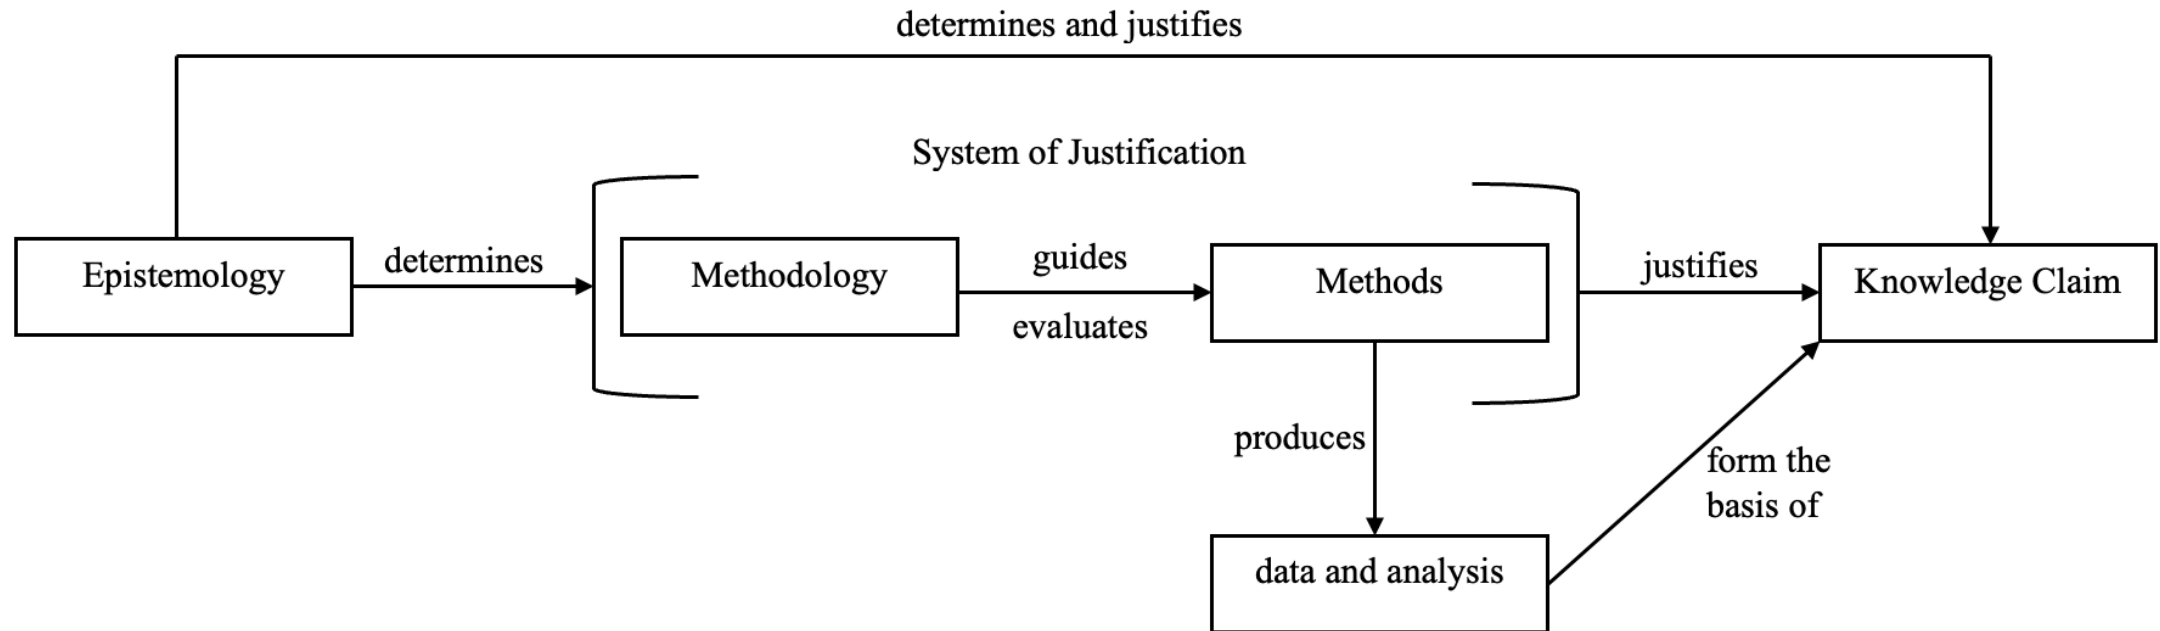 determines and justifies
System of Justification
Epistemology
determines
Methodology
guides
evaluates
Methods
justifies
Knowledge Claim
produces
form the
basis of
data and analysis